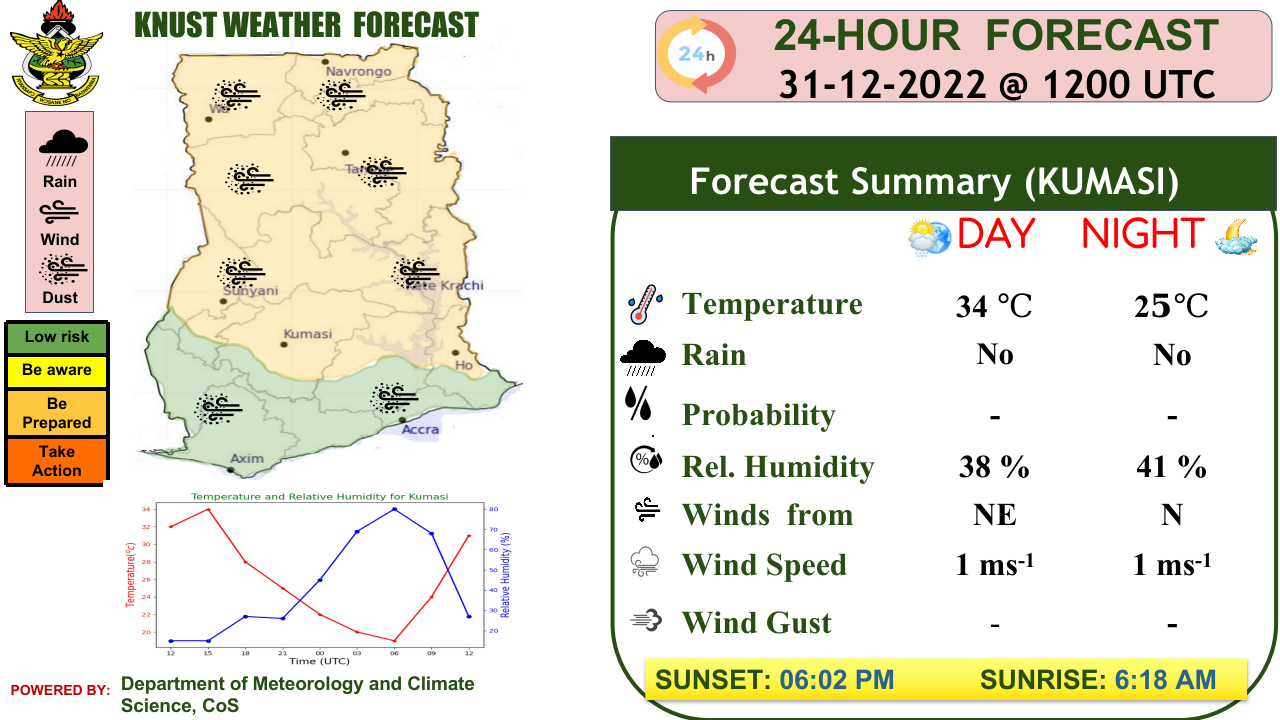 KNUST WEATHER FORECAST
Rain
Wind
Dust
Low risk
Be aware
Be
Prepared
Take
Action
Navrongo
Wa
Sunyani
Kete Krachi
Kumasi
Ho
Accra
Axim
Temperature and Relative Humidity for Kumasi
Temperature(°c)
34
32
30
28
26
24
22
20
80
70
60
50
40
30
20
Relative Humidity (%)
12 15 18 21 00 03 06 09 12
Time (UTC)
POWERED BY: Department of Meteorology and Climate
Science, CoS
24h
24-HOUR FORECAST
31-12-2022 @ 1200 UTC
Forecast Summary (KUMASI)
DAY NIGHT
Temperature 34 °C 25°C
Rain No No
Probability - -
% Rel. Humidity 38 % 41 %
Winds from NE N
Wind Speed 1 ms-1 1 ms-1
Wind Gust - -
SUNSET: 06:02 PM SUNRISE: 6:18 AM